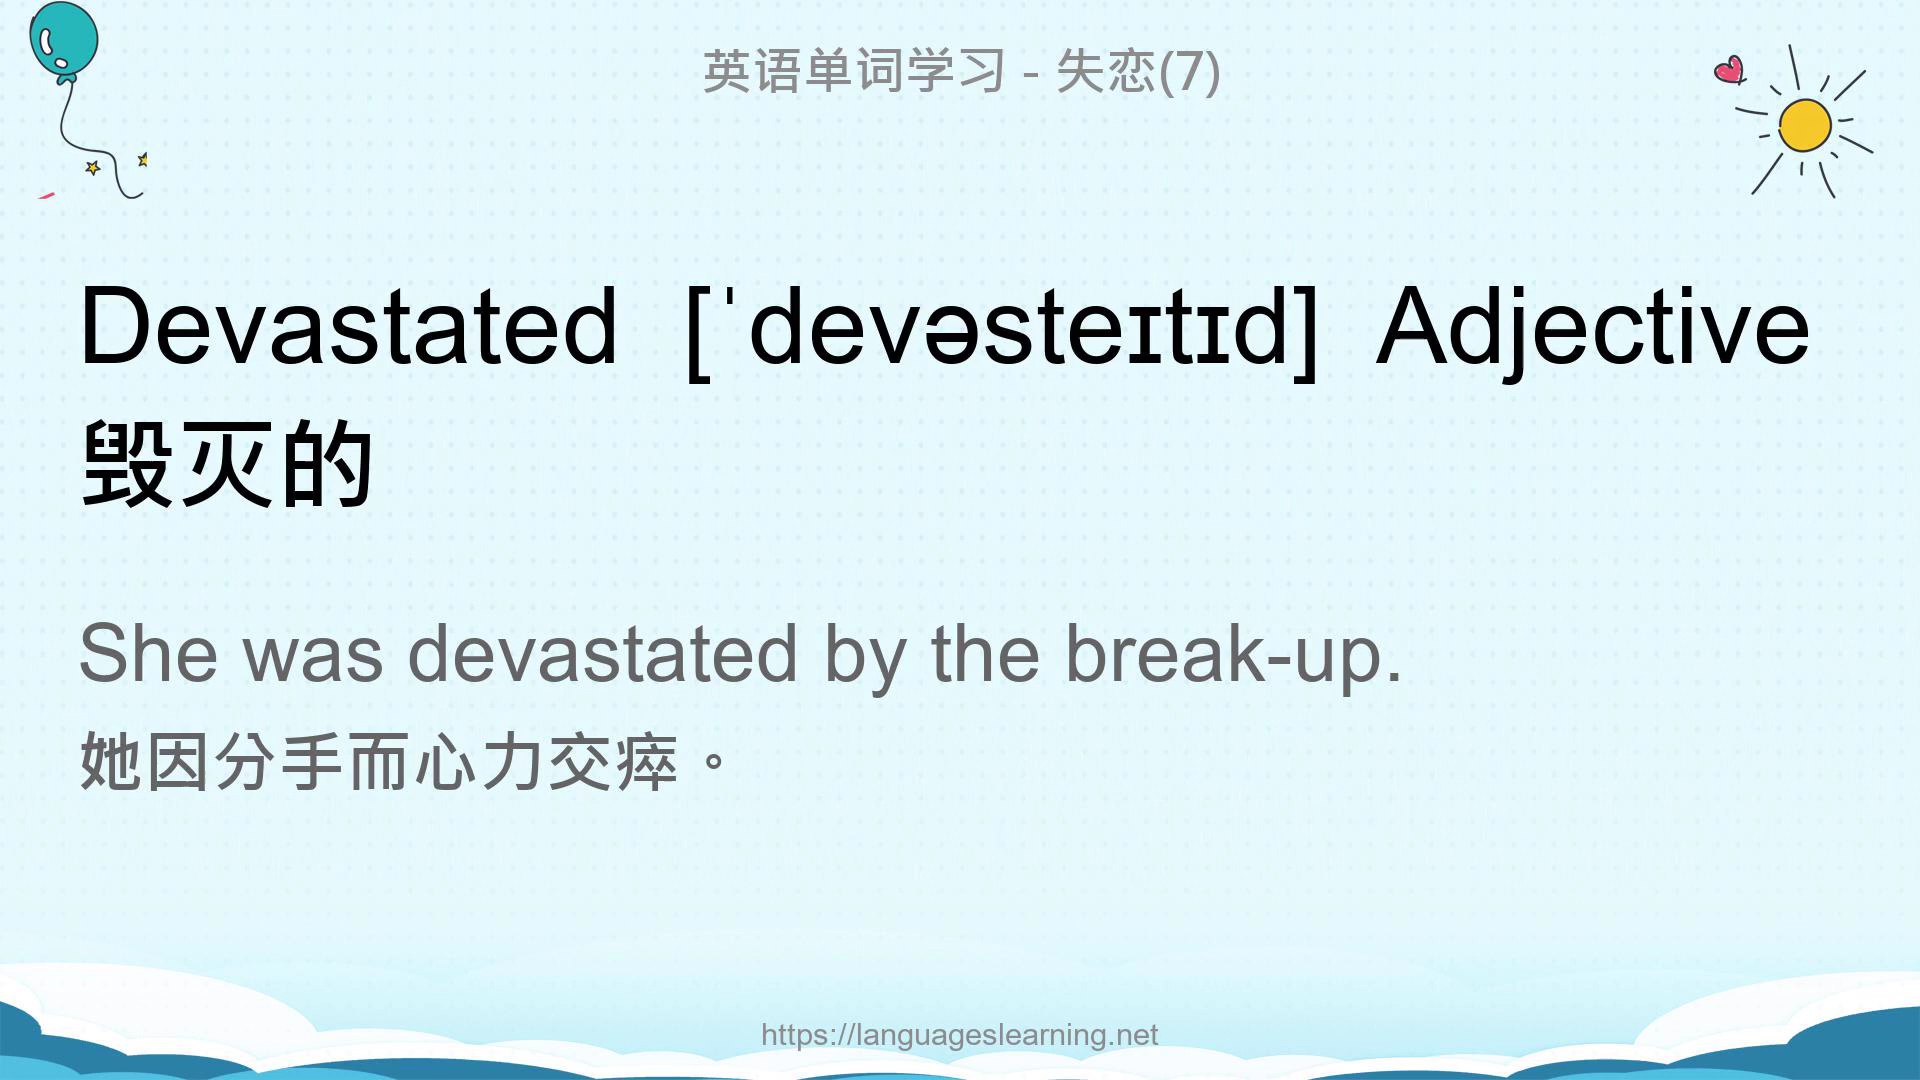 英语单词学习 - 失恋(7)
Devastated [ˈdevəsteɪtɪd] Adjective
毁灭的
She was devastated by the break-up.
她因分手而心力交瘁。
https://languageslearning.net